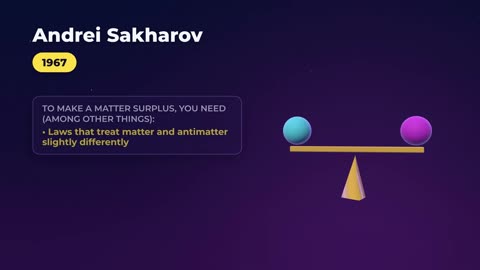 Andrei Sakharov
1967
TO MAKE A MATTER SURPLUS, YOU NEED
(AMONG OTHER THINGS):
• Laws that treat matter and antimatter
slightly differently